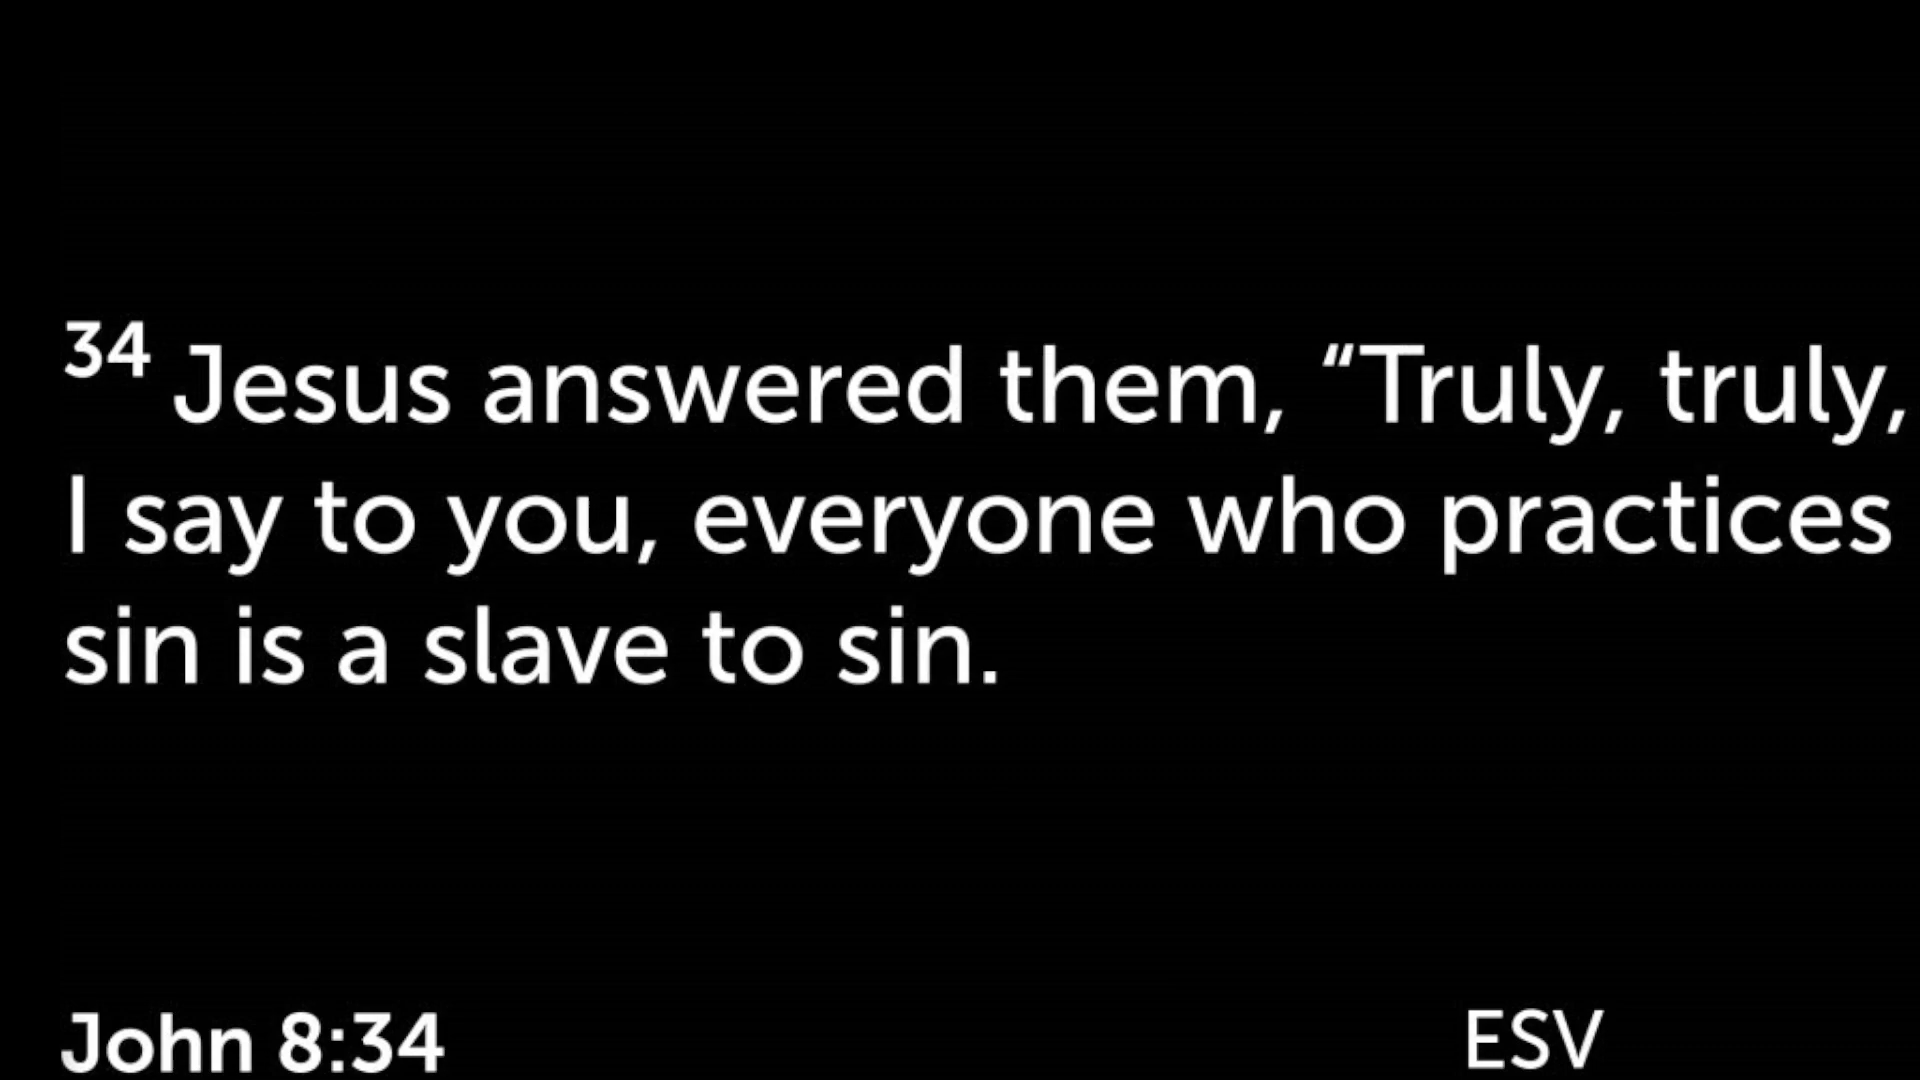 34 Jesus answered them, “Truly, truly,
I say to you, everyone who practices
sin is a slave to sin.
John 8:34 ESV